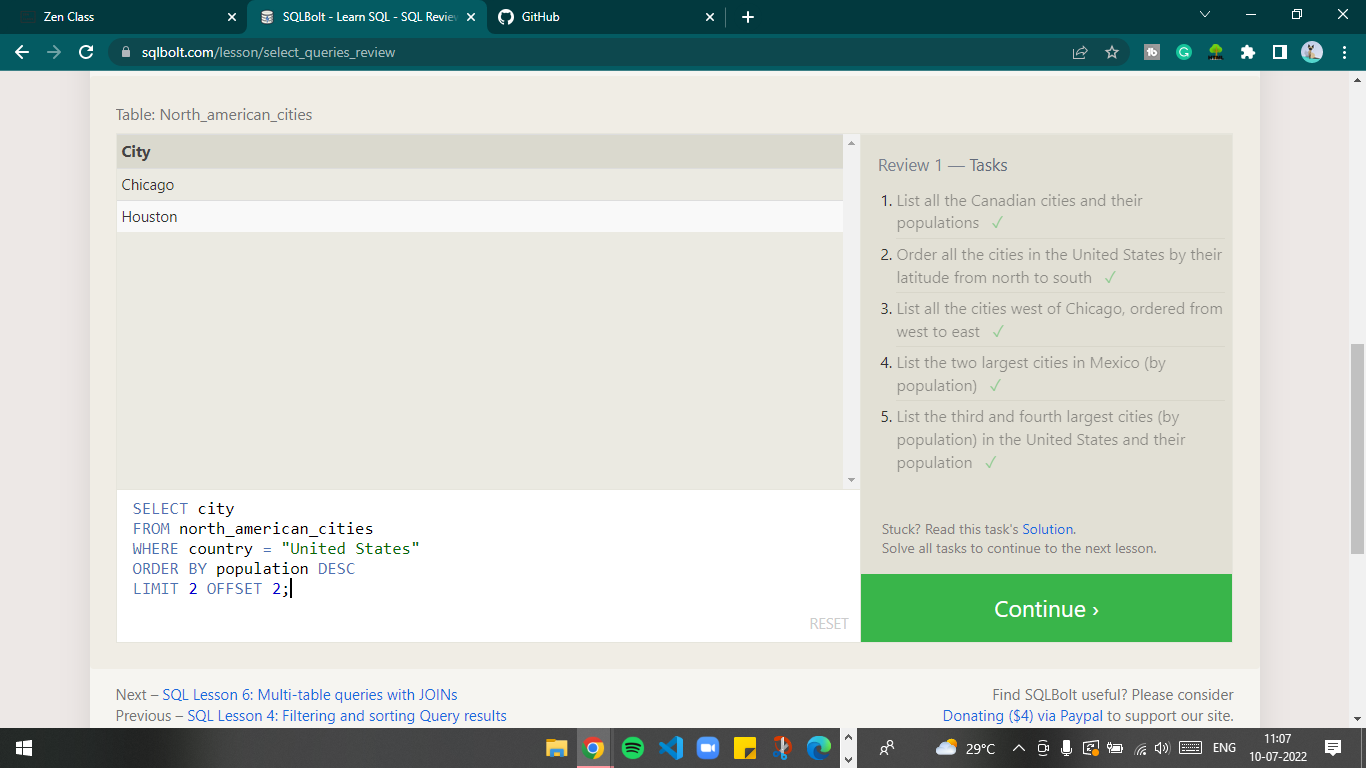 Zen Class
SQLBolt - Learn SQL - SQL Review
GitHub
sqlbolt.com/lesson/select_queries_review
Table: North_american_cities
City
Chicago
Houston
SELECT city
FROM north_american_cities
WHERE country = "United States"
ORDER BY population DESC
LIMIT 2 OFFSET 2;
RESET
Review 1 — Tasks
1. List all the Canadian cities and their
populations ✓
2. Order all the cities in the United States by their
latitude from north to south ✓
3. List all the cities west of Chicago, ordered from
west to east ✓
4. List the two largest cities in Mexico (by
population) ✓
5. List the third and fourth largest cities (by
population) in the United States and their
population ✓
Stuck? Read this task's Solution.
Solve all tasks to continue to the next lesson.
Continue ›
Next – SQL Lesson 6: Multi-table queries with JOINs
Previous – SQL Lesson 4: Filtering and sorting Query results
Find SQLBolt useful? Please consider
Donating ($4) via Paypal to support our site.
29°C
ENG
11:07
10-07-2022